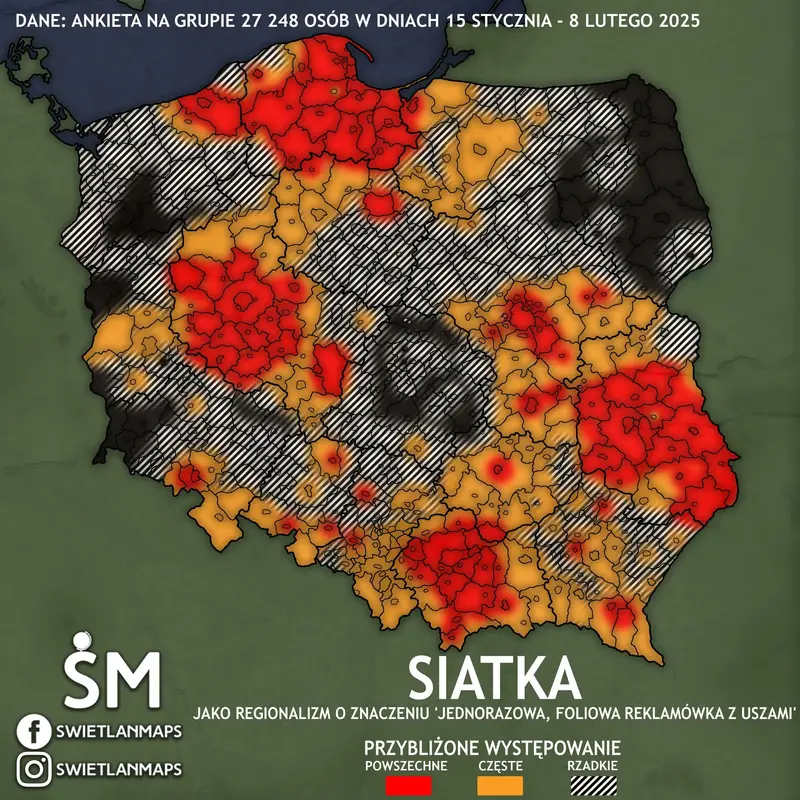 DANE: ANKIETA NA GRUPIE 27 248 OSÓB W DNIACH 15 STYCZNIA - 8 LUTEGO 2025
ŚM
SWIETLANMAPS
SWIETLANMAPS
SIATKA
JAKO REGIONALIZM O ZNACZENIU 'JEDNORAZOWA, FOLIOWA REKLAMÓWKA Z USZAMI'
PRZYBLIŻONE WYSTĘPOWANIE
POWSZECHNE CZĘSTE RZADKIE